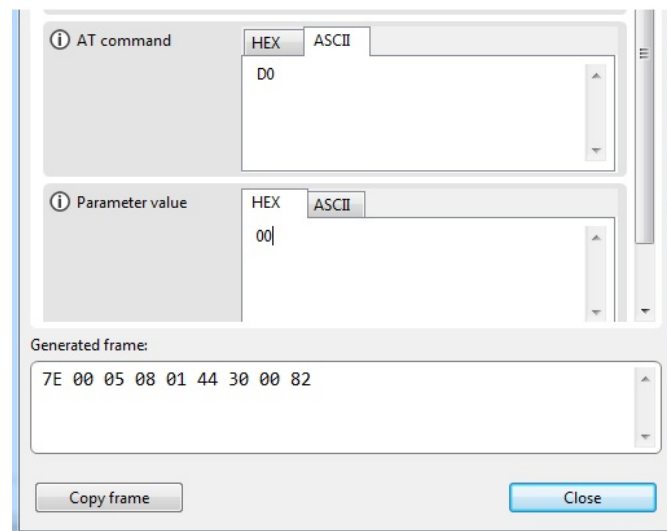 AT command
HEX ASCII
D0
Parameter value
HEX ASCII
00
Generated frame:
7E 00 05 08 01 44 30 00 82
Copy frame Close